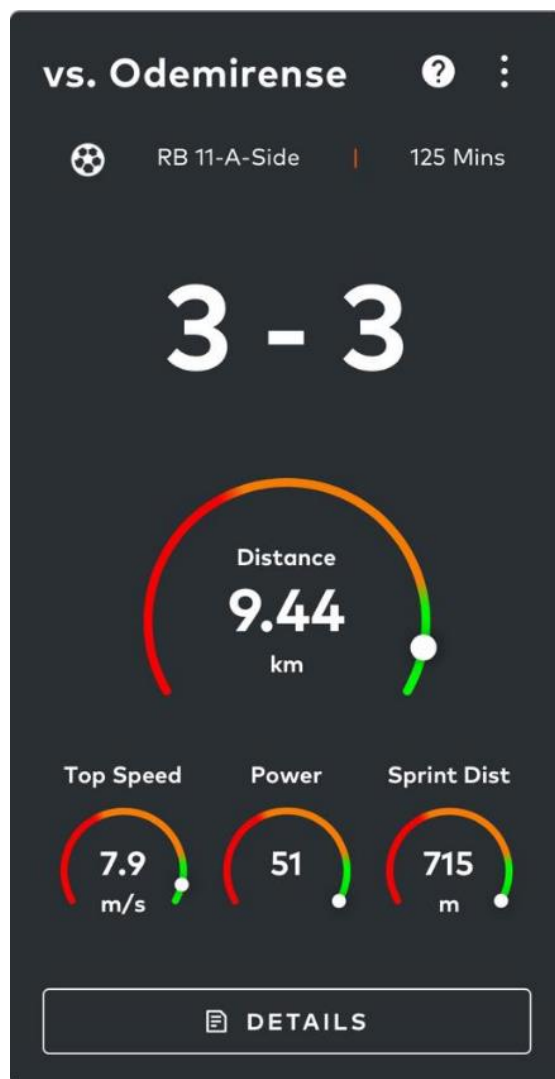 vs. Odemirense ?
RB 11-A-Side | 125 Mins
3 - 3
Distance
9.44
km
Top Speed Power Sprint Dist
7.9 51 715
m/s m
DETAILS